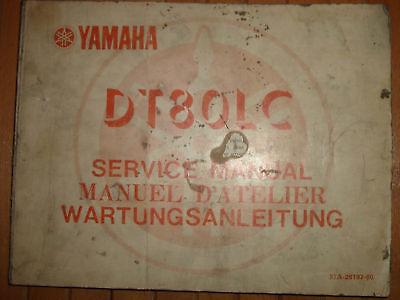 YAMAHA
DT80LC
SERVICE MANUAL
MANUEL D'ATELIER
WARTUNGSANLEITUNG